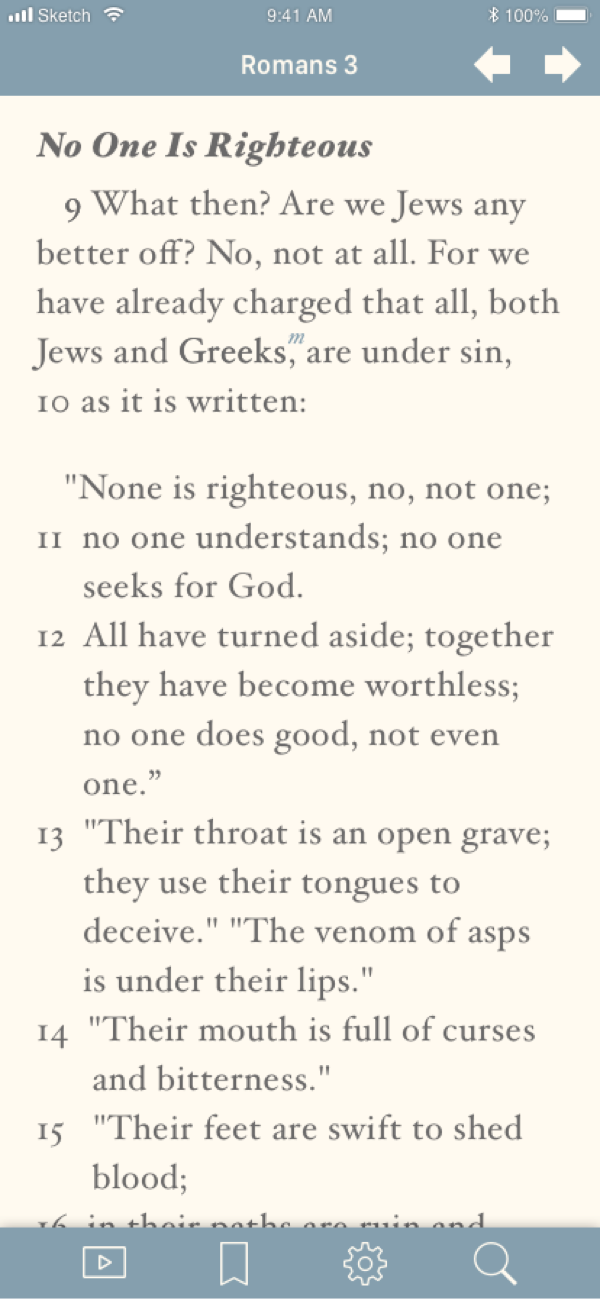 Sketch 9:41 AM 100%
Romans 3
No One Is Righteous
9 What then? Are we Jews any
better off? No, not at all. For we
have already charged that all, both
Jews and Greeks,m are under sin,
10 as it is written:
"None is righteous, no, not one;
11 no one understands; no one
seeks for God.
12 All have turned aside; together
they have become worthless;
no one does good, not even
one.”
13 "Their throat is an open grave;
they use their tongues to
deceive." "The venom of asps
is under their lips."
14 "Their mouth is full of curses
and bitterness."
15 "Their feet are swift to shed
blood;
16 in their paths are ruin and